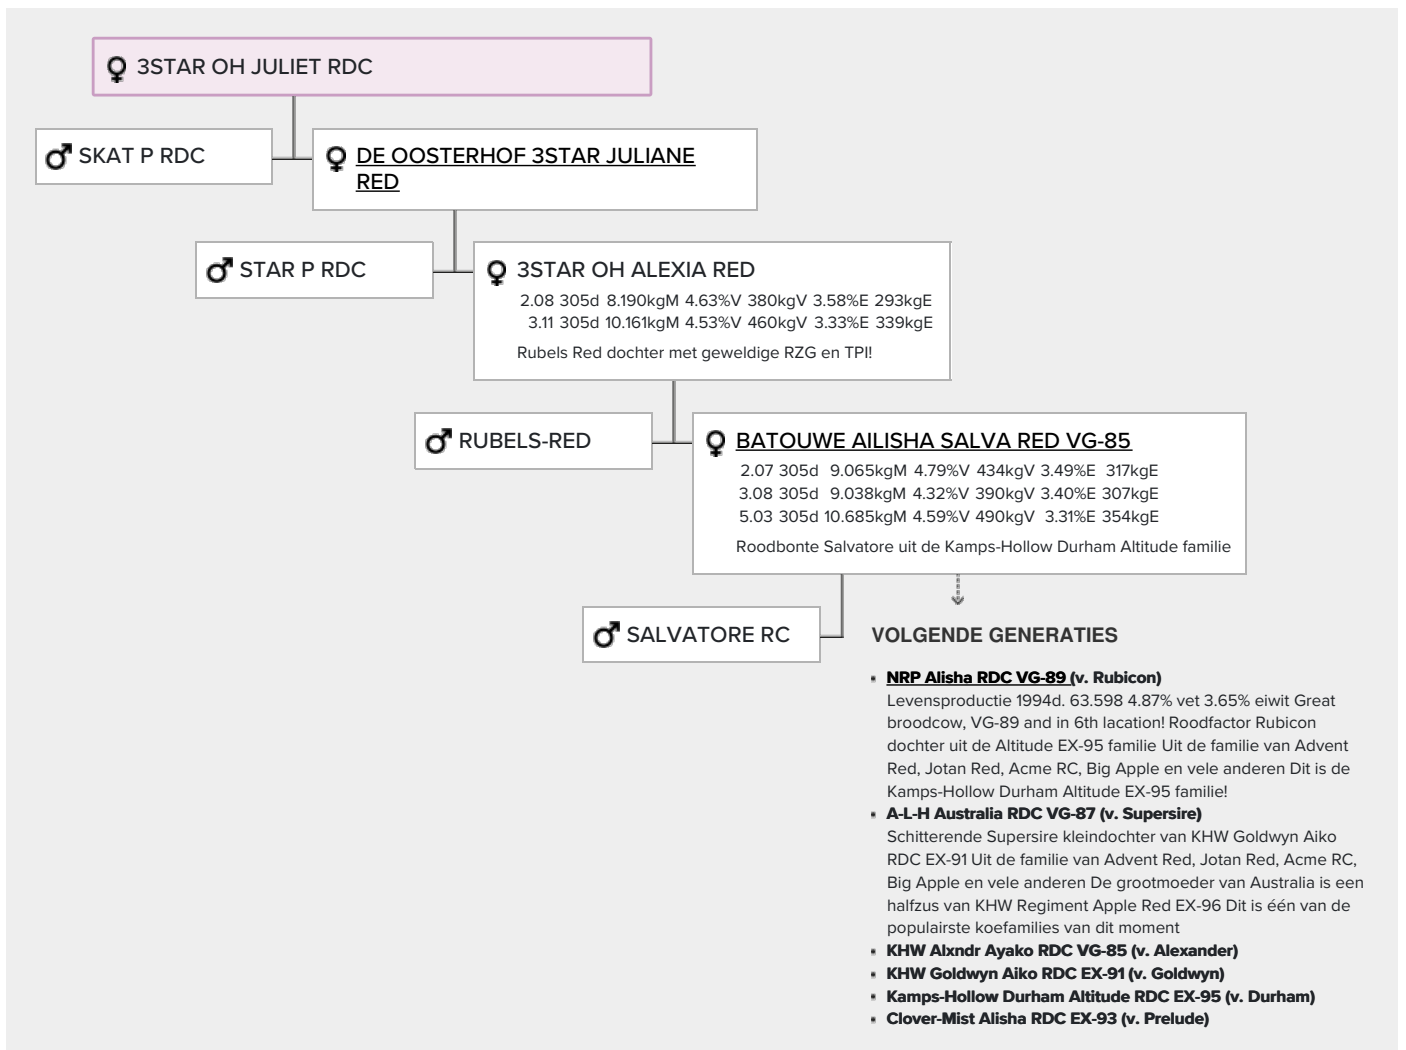 3STAR OH JULIET RDC
SKAT P RDC
DE OOSTERHOF 3STAR JULIANE
RED
STAR P RDC
3STAR OH ALEXIA RED
2.08 305d 8.190kgM 4.63%V 380kgV 3.58%E 293kgE
3.11 305d 10.161kgM 4.53%V 460kgV 3.33%E 339kgE
Rubels Red dochter met geweldige RZG en TPI!
RUBELS-RED
BATOUWE AILISHA SALVA RED VG-85
2.07 305d 9.065kgM 4.79%V 434kgV 3.49%E 317kgE
3.08 305d 9.038kgM 4.32%V 390kgV 3.40%E 307kgE
5.03 305d 10.685kgM 4.59%V 490kgV 3.31%E 354kgE
Roodbonte Salvatore uit de Kamps-Hollow Durham Altitude familie
SALVATORE RC
VOLGENDE GENERATIES
NRP Alisha RDC VG-89 (v. Rubicon)
Levensproductie 1994d. 63.598 4.87% vet 3.65% eiwit Great
broodcow, VG-89 and in 6th lacation! Roodfactor Rubicon
dochter uit de Altitude EX-95 familie Uit de familie van Advent
Red, Jotan Red, Acme RC, Big Apple en vele anderen Dit is de
Kamps-Hollow Durham Altitude EX-95 familie!
A-L-H Australia RDC VG-87 (v. Supersire)
Schitterende Supersire kleindochter van KHW Goldwyn Aiko
RDC EX-91 Uit de familie van Advent Red, Jotan Red, Acme RC,
Big Apple en vele anderen De grootmoeder van Australia is een
halfzus van KHW Regiment Apple Red EX-96 Dit is één van de
populairste koefamilies van dit moment
KHW Alxndr Ayako RDC VG-85 (v. Alexander)
KHW Goldwyn Aiko RDC EX-91 (v. Goldwyn)
Kamps-Hollow Durham Altitude RDC EX-95 (v. Durham)
Clover-Mist Alisha RDC EX-93 (v. Prelude)